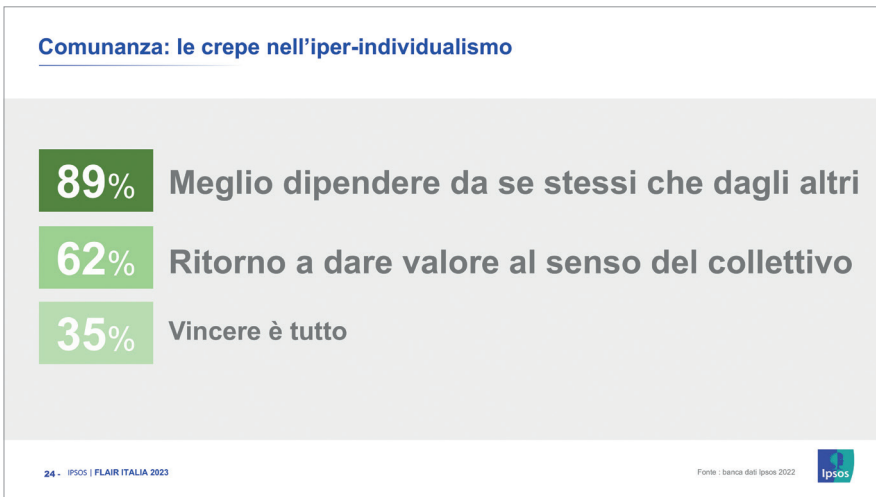 Comunanza: le crepe nell'iper-individualismo
89% Meglio dipendere da se stessi che dagli altri
62% Ritorno a dare valore al senso del collettivo
35% Vincere è tutto
24 - IPSOS | FLAIR ITALIA 2023
Fonte : banca dati Ipsos 2022
Ipsos